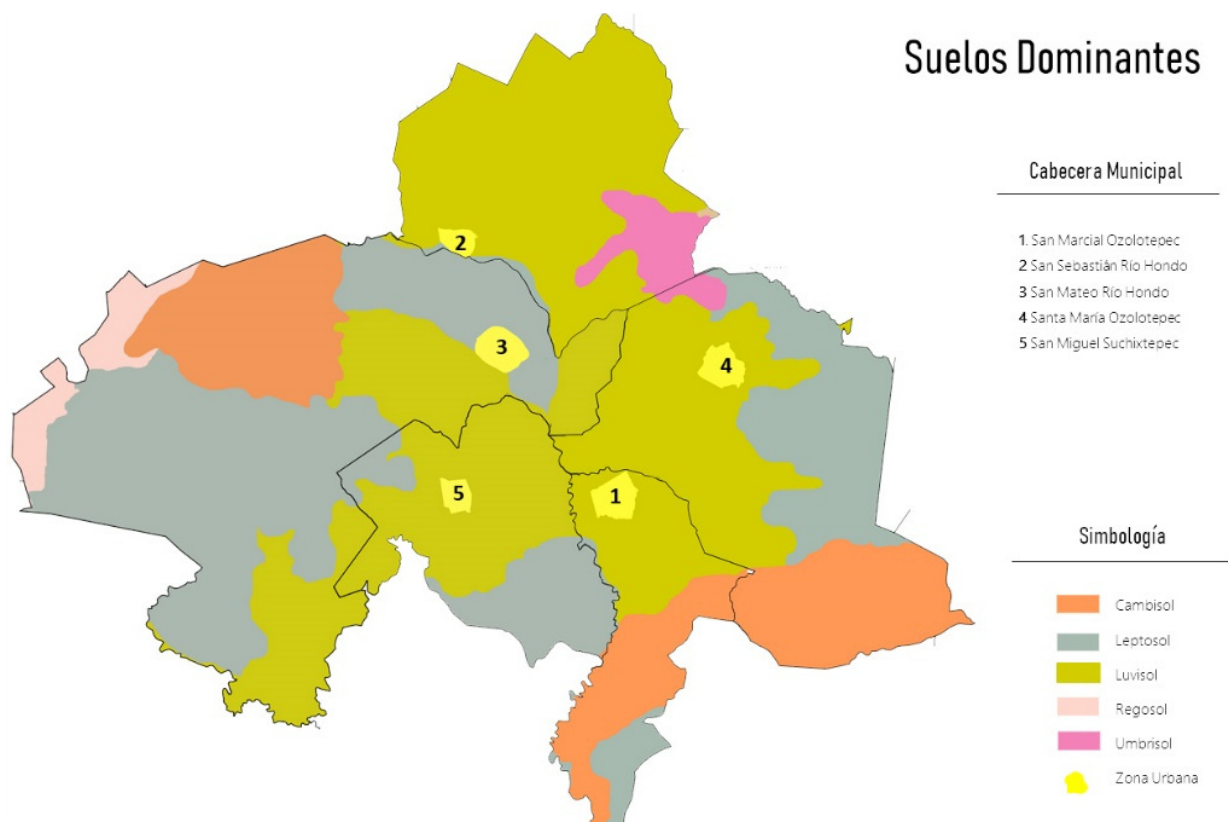 Suelos Dominantes
Cabecera Municipal
1. San Marcial Ozolotepec
2 San Sebastián Río Hondo
3 San Mateo Río Hondo
4 Santa María Ozolotepec
5 San Miguel Suchixtepec
2
3
4
5
1
Simbología
Cambisol
Leptosol
Luvisol
Regosol
Umbrisol
Zona Urbana